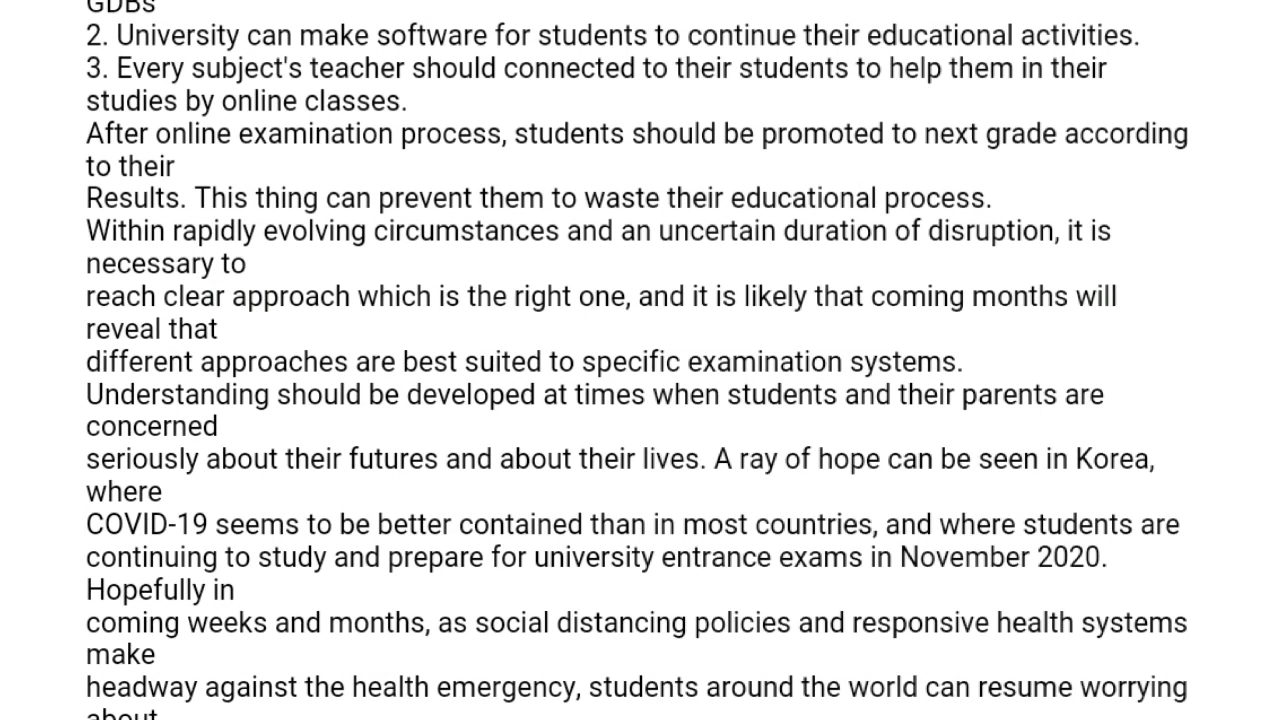 GDBs
2. University can make software for students to continue their educational activities.
3. Every subject's teacher should connected to their students to help them in their
studies by online classes.
After online examination process, students should be promoted to next grade according
to their
Results. This thing can prevent them to waste their educational process.
Within rapidly evolving circumstances and an uncertain duration of disruption, it is
necessary to
reach clear approach which is the right one, and it is likely that coming months will
reveal that
different approaches are best suited to specific examination systems.
Understanding should be developed at times when students and their parents are
concerned
seriously about their futures and about their lives. A ray of hope can be seen in Korea,
where
COVID-19 seems to be better contained than in most countries, and where students are
continuing to study and prepare for university entrance exams in November 2020.
Hopefully in
coming weeks and months, as social distancing policies and responsive health systems
make
headway against the health emergency, students around the world can resume worrying
about